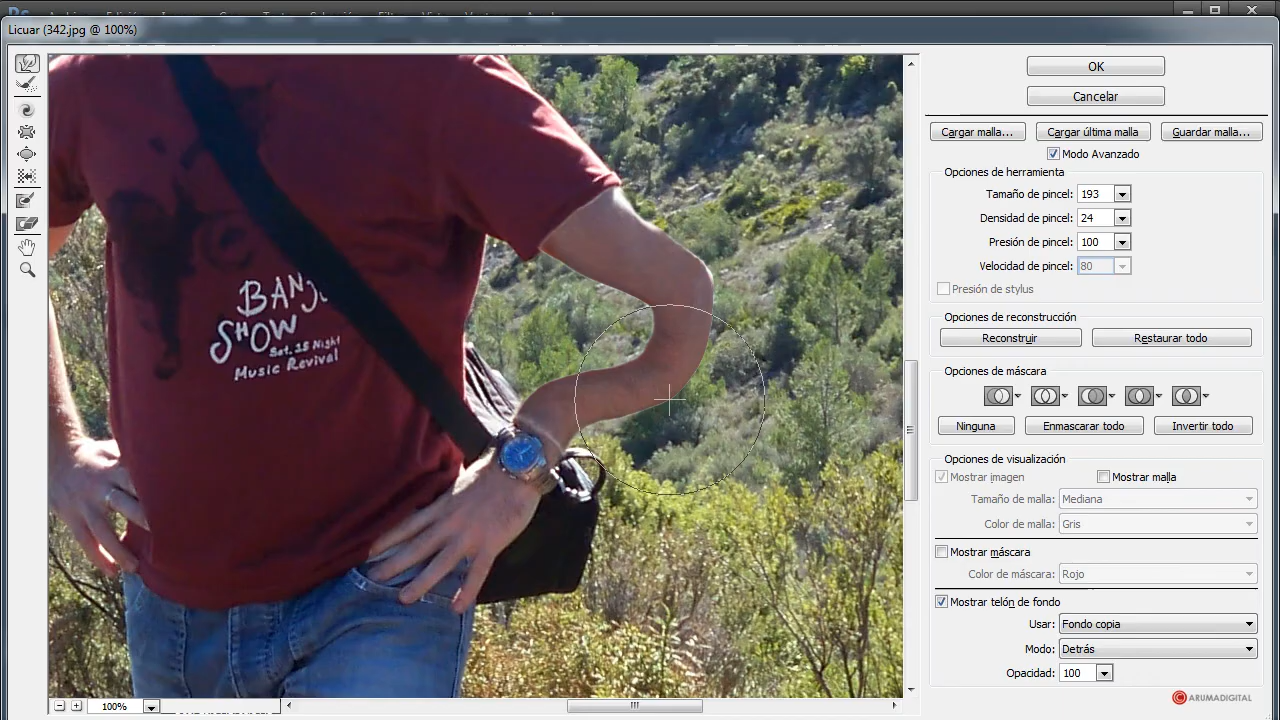 Ps
Licuar (342.jpg @ 100%)
OK
Cancelar
Cargar malla...
Cargar última malla
Guardar malla...
Modo Avanzado
Opciones de herramienta
Tamaño de pincel: 193
Densidad de pincel: 24
Presión de pincel: 100
Velocidad de pincel: 80
Presión de stylus
Opciones de reconstrucción
Reconstruir
Restaurar todo
Opciones de máscara
Ninguna
Enmascarar todo
Invertir todo
Opciones de visualización
Mostrar imagen
Mostrar malla
Tamaño de malla: Mediana
Color de malla: Gris
Mostrar máscara
Color de máscara: Rojo
Mostrar telón de fondo
Usar: Fondo copia
Modo: Detrás
Opacidad: 100
BANJO
SHOW
Sat. 15 Night
Music Revival
100%
ARUMADIGITAL